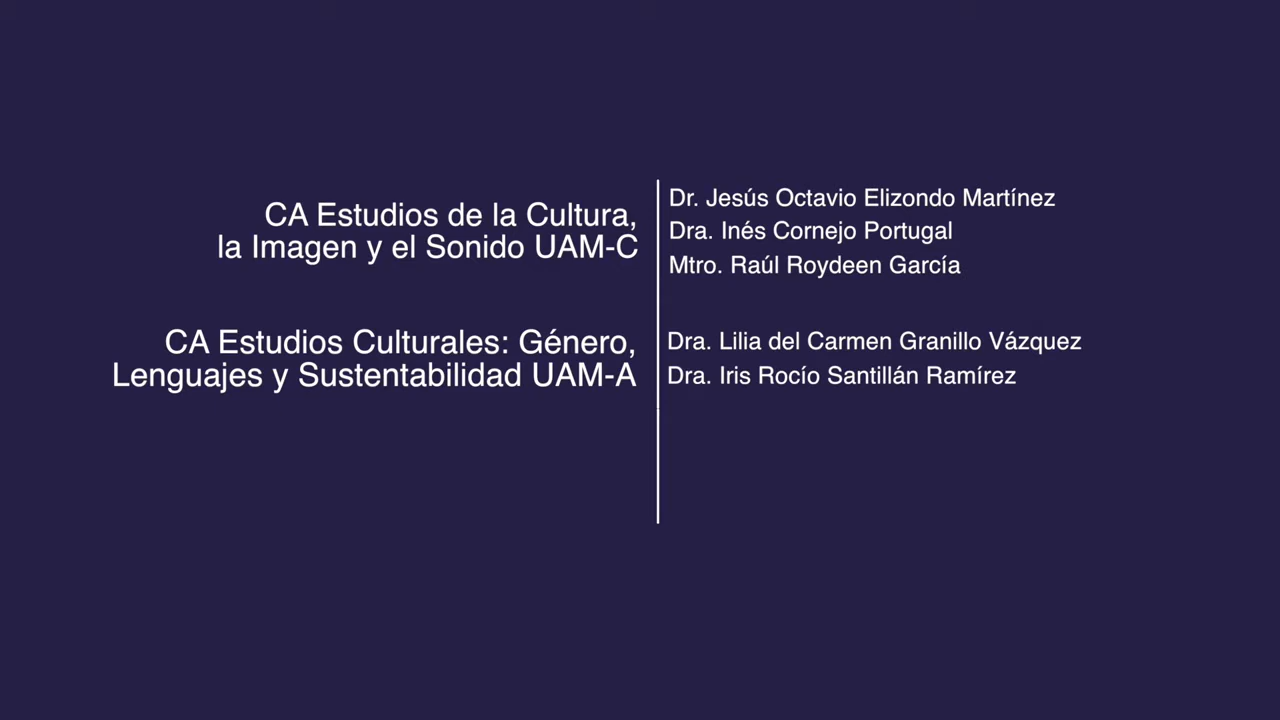 CA Estudios de la Cultura,
la Imagen y el Sonido UAM-C
Dr. Jesús Octavio Elizondo Martínez
Dra. Inés Cornejo Portugal
Mtro. Raúl Roydeen García
CA Estudios Culturales: Género,
Lenguajes y Sustentabilidad UAM-A
Dra. Lilia del Carmen Granillo Vázquez
Dra. Iris Rocío Santillán Ramírez